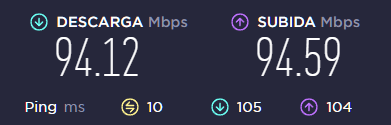 DESCARGA Mbps SUBIDA Mbps
94.12 94.59
Ping ms 10 105 104